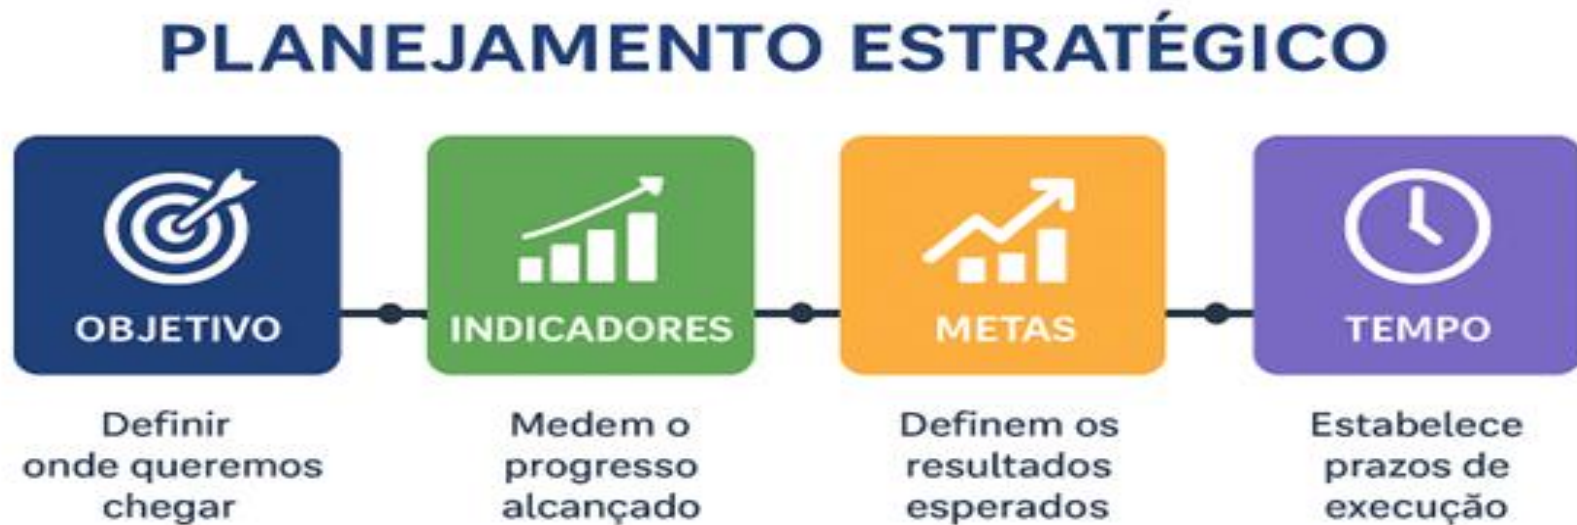 PLANEJAMENTO ESTRATÉGICO
OBJETIVO
Definir
onde queremos
chegar
INDICADORES
Medem o
progresso
alcançado
METAS
Definem os
resultados
esperados
TEMPO
Estabelece
prazos de
execução